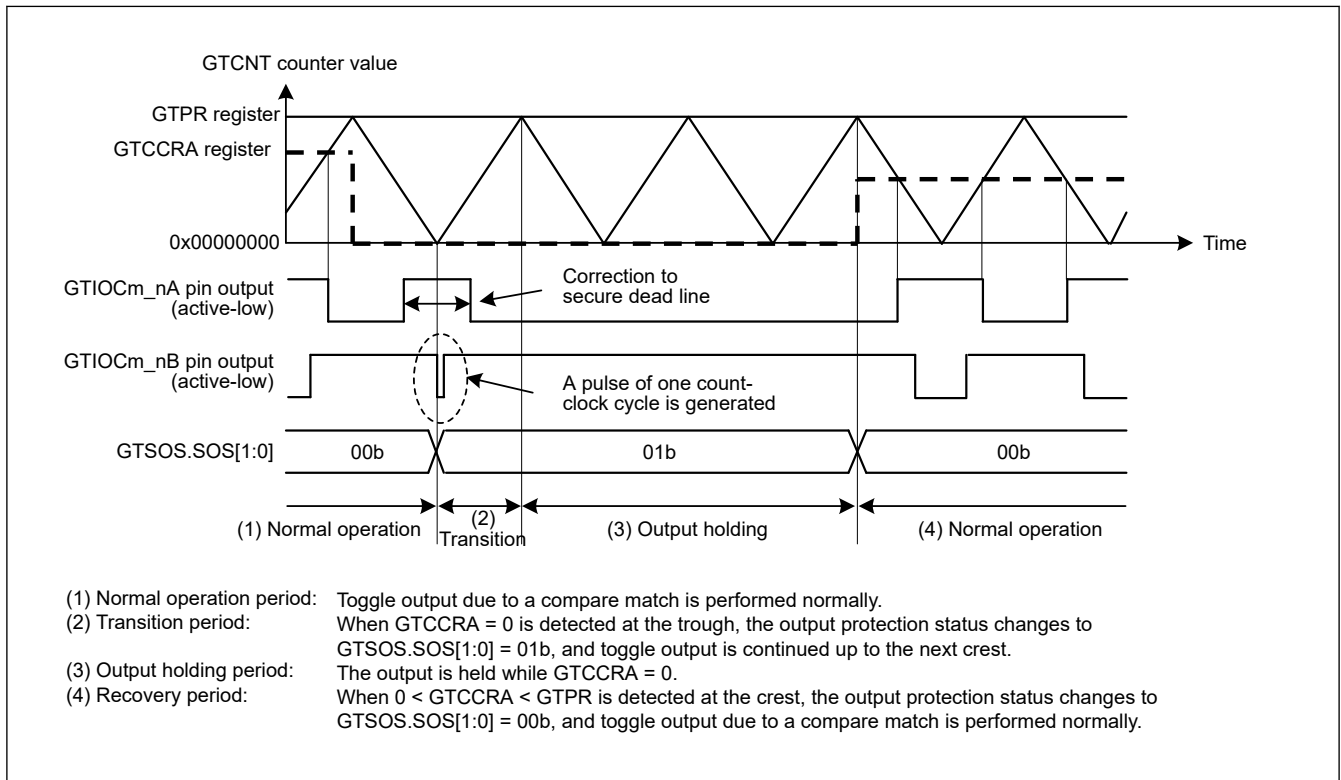 GTCNT counter value
GTPR register
GTCCRA register
0x00000000
Time
GTIOCm_nA pin output
(active-low)
Correction to
secure dead line
GTIOCm_nB pin output
(active-low)
A pulse of one count-
clock cycle is generated
GTSOS.SOS[1:0]
00b
01b
00b
(1) Normal operation
(2)
Transition
(3) Output holding
(4) Normal operation
(1) Normal operation period: Toggle output due to a compare match is performed normally.
(2) Transition period: When GTCCRA = 0 is detected at the trough, the output protection status changes to
GTSOS.SOS[1:0] = 01b, and toggle output is continued up to the next crest.
(3) Output holding period: The output is held while GTCCRA = 0.
(4) Recovery period: When 0 < GTCCRA < GTPR is detected at the crest, the output protection status changes to
GTSOS.SOS[1:0] = 00b, and toggle output due to a compare match is performed normally.